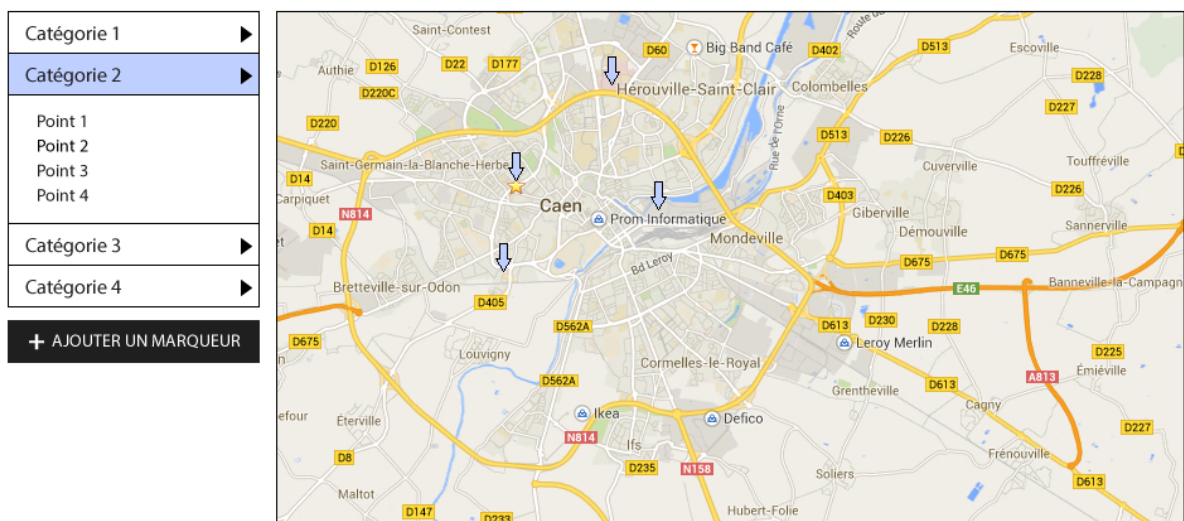 Catégorie 1
Catégorie 2
Point 1
Point 2
Point 3
Point 4
Catégorie 3
Catégorie 4
+ AJOUTER UN MARQUEUR
Saint-Contest
D60
Big Band Café
D402
D513
Escoville
Authie
D126
D22
D177
D228
D220C
Hérouville-Saint-Clair
Colombelles
D227
D220
Rue de l'Orne
D513
D226
Saint-Germain-la-Blanche-Herbe
Cuverville
Touffréville
D14
Carpiquet
D403
D226
N814
Caen
Prom Informatique
Giberville
Sannerville
D14
Mondeville
Démouville
D675
D675
Bd Leroy
Bretteville-sur-Odon
D405
E46
Banneville-la-Campagn
D675
D562A
D613
D230
D228
Louvigny
Leroy Merlin
D225
Cormelles-le-Royal
Émiéville
D562A
Grentheville
D613
A813
efour
Éterville
Ikea
Defico
Cagny
D227
N814
Ifs
Frénouville
D8
D235
N158
Soliers
D613
Maltot
D147
D233
Hubert-Folie